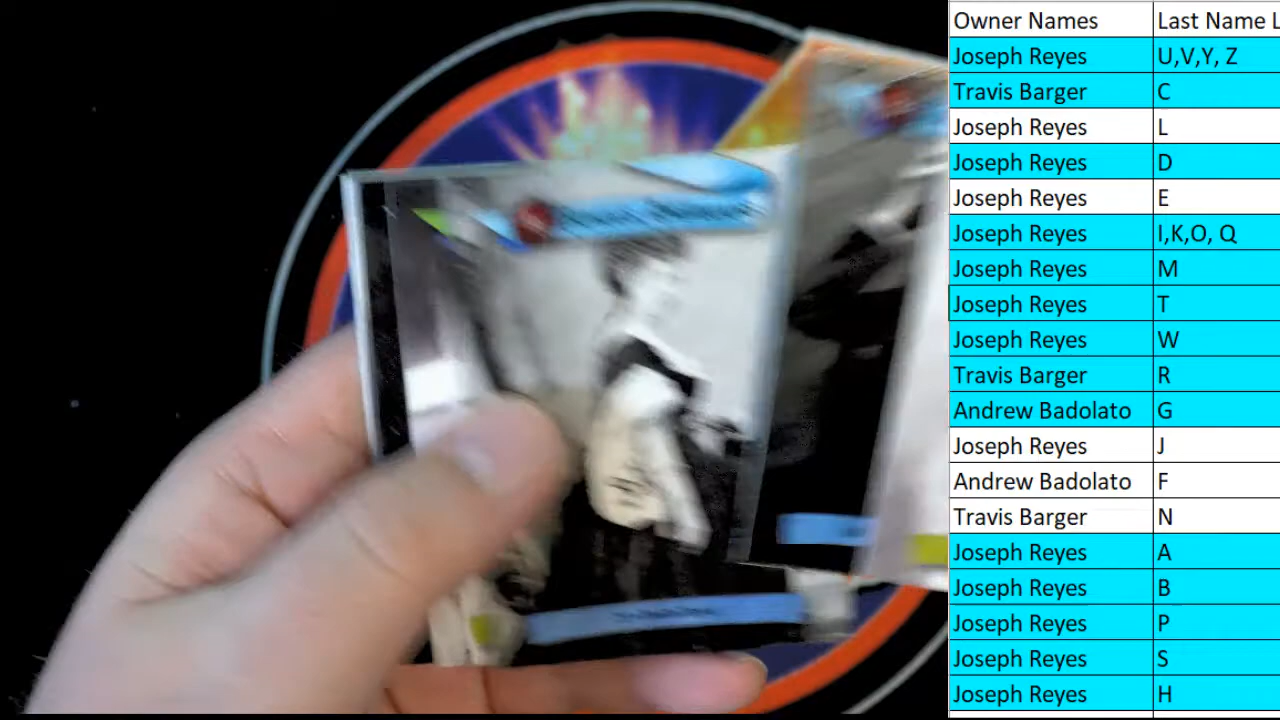 Owner Names Last Name L
Joseph Reyes U,V,Y, Z
Travis Barger C
Joseph Reyes L
Joseph Reyes D
Joseph Reyes E
Joseph Reyes I,K,O, Q
Joseph Reyes M
Joseph Reyes T
Joseph Reyes W
Travis Barger R
Andrew Badolato G
Joseph Reyes J
Andrew Badolato F
Travis Barger N
Joseph Reyes A
Joseph Reyes B
Joseph Reyes P
Joseph Reyes S
Joseph Reyes H